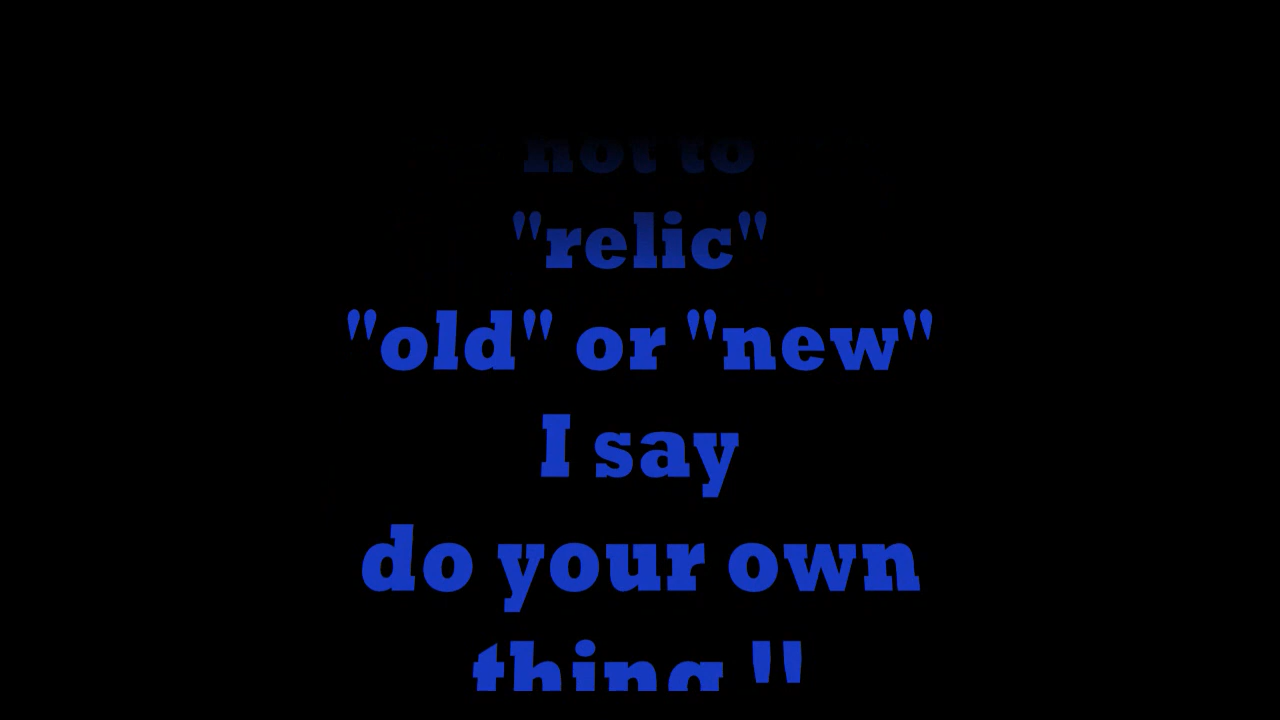 not to
"relic"
"old" or "new"
I say
do your own
thing !!